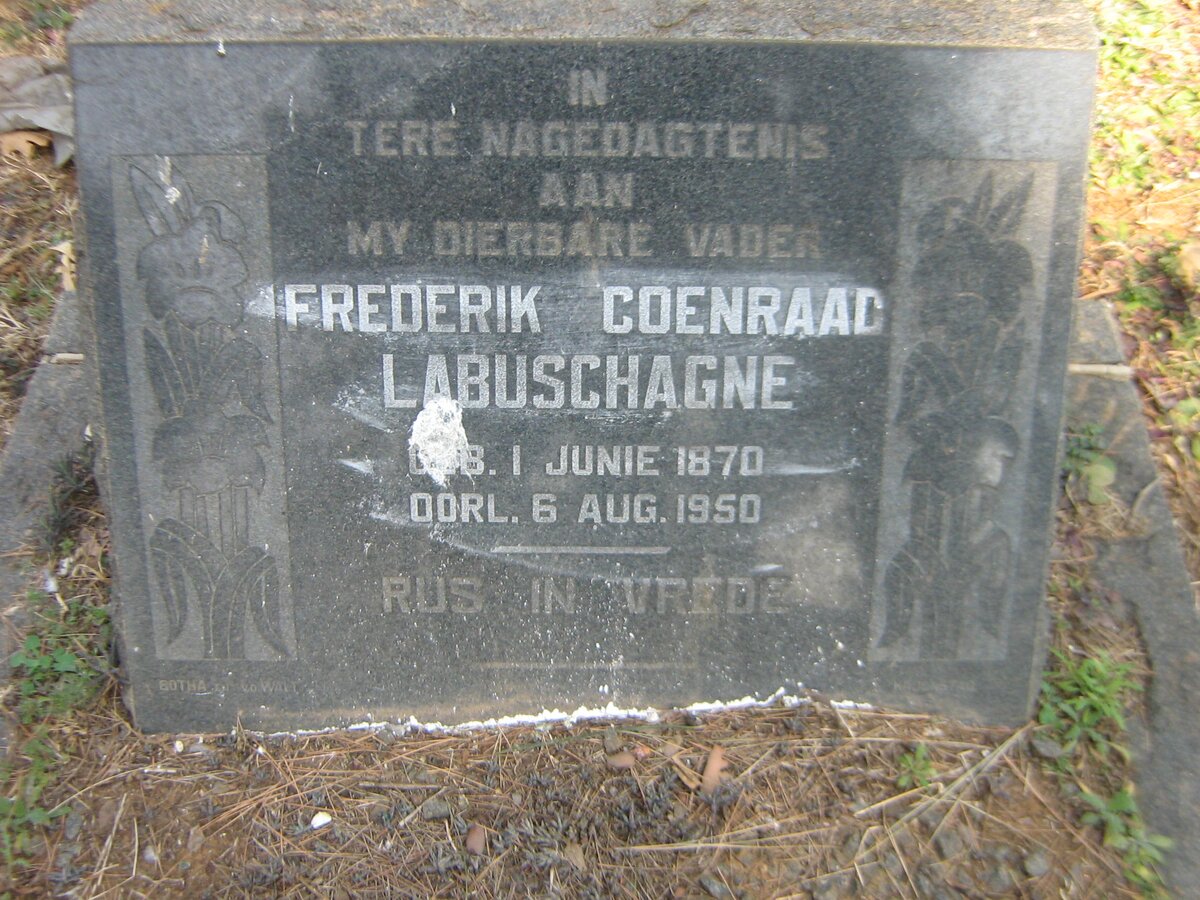 IN
TERE NAGEDAGTENIS
AAN
MY DIERBARE VADER
FREDERIK COENRAAD
LABUSCHAGNE
GEB. 1 JUNIE 1870
OORL. 6 AUG. 1950
RUS IN VREDE
BOTHA